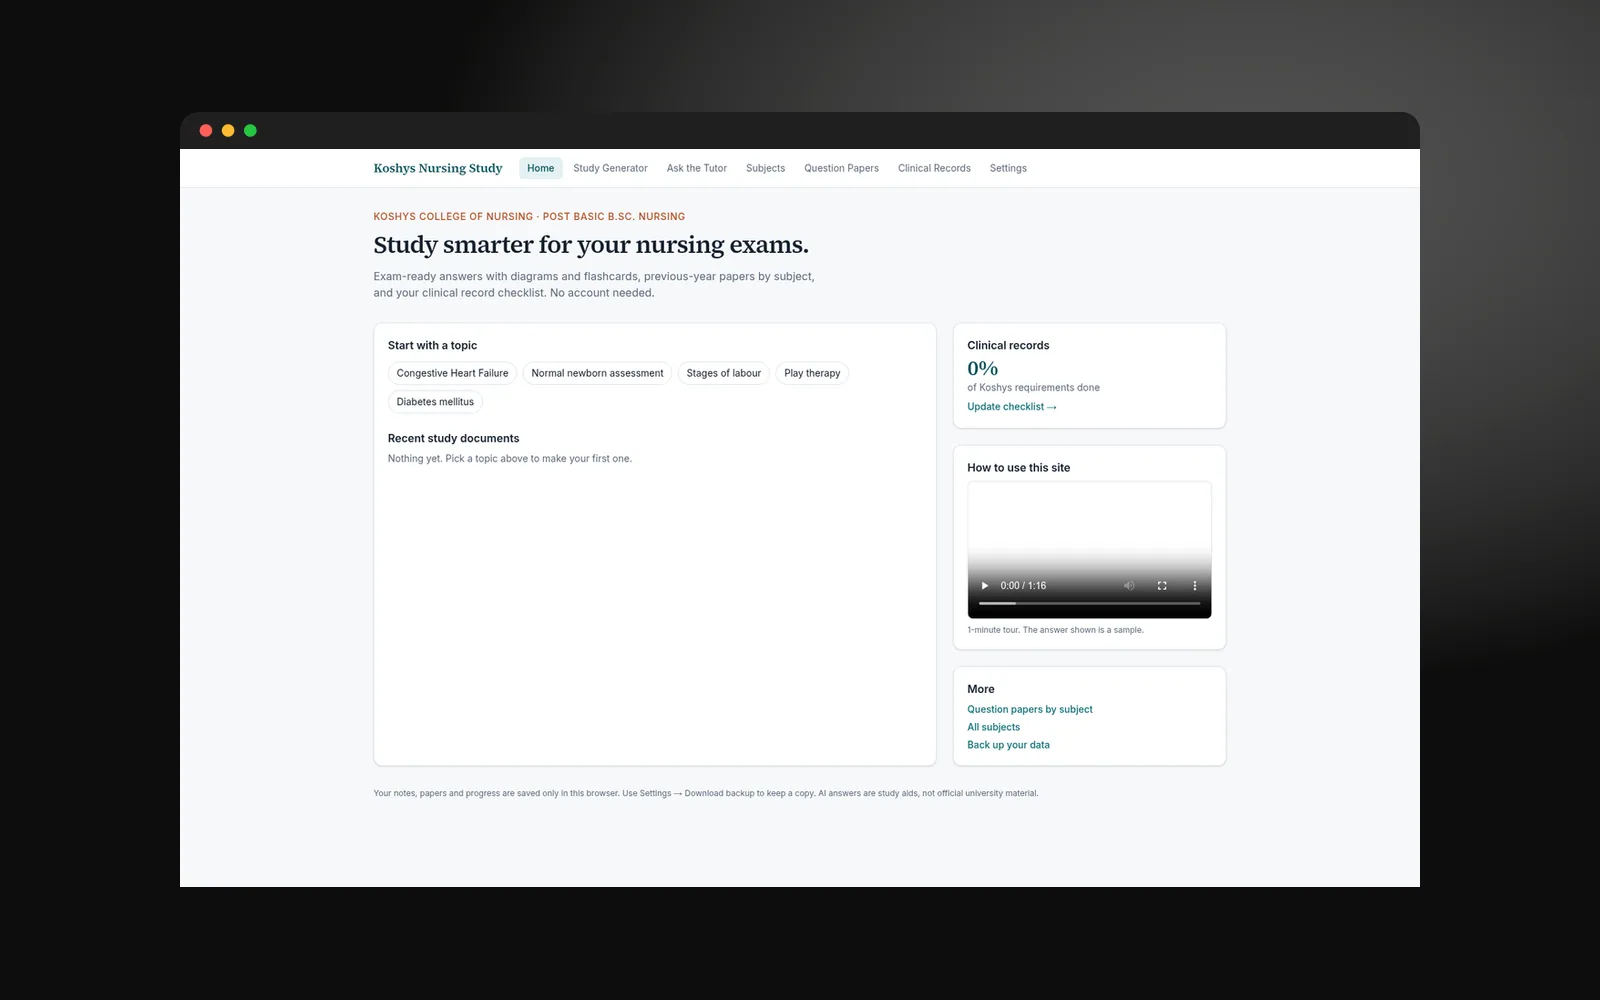 Koshys Nursing Study
Home
Study Generator
Ask the Tutor
Subjects
Question Papers
Clinical Records
Settings
KOSHYS COLLEGE OF NURSING · POST BASIC B.SC. NURSING
Study smarter for your nursing exams.
Exam-ready answers with diagrams and flashcards, previous-year papers by subject,
and your clinical record checklist. No account needed.
Start with a topic
Congestive Heart Failure
Normal newborn assessment
Stages of labour
Play therapy
Diabetes mellitus
Recent study documents
Nothing yet. Pick a topic above to make your first one.
Clinical records
0%
of Koshys requirements done
Update checklist →
How to use this site
0:00 / 1:16
1-minute tour. The answer shown is a sample.
More
Question papers by subject
All subjects
Back up your data
Your notes, papers and progress are saved only in this browser. Use Settings → Download backup to keep a copy. AI answers are study aids, not official university material.